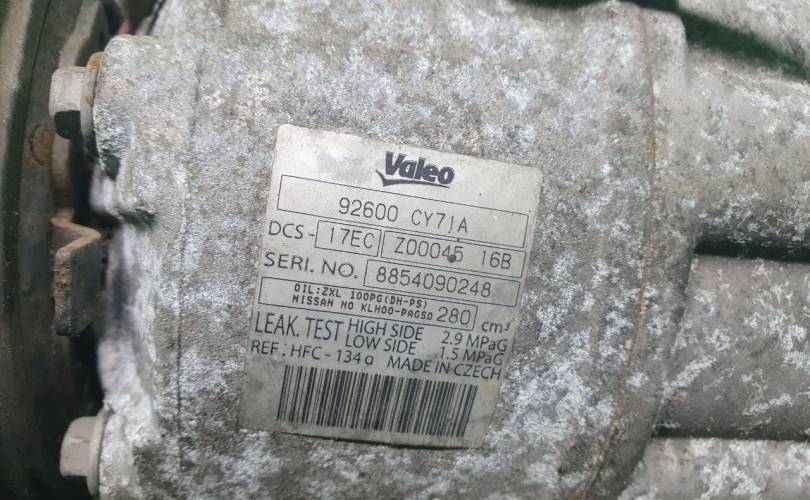 Valeo
92600 CY71A
DCS- 17EC Z00045 16B
SERI. NO. 8854090248
OIL:ZXL 100PG(DH-PS)
NISSAN NO KLH00-PAGS0 280 cm³
LEAK. TEST HIGH SIDE 2.9 MPaG
LOW SIDE 1.5 MPaG
REF: HFC-134a MADE IN CZECH